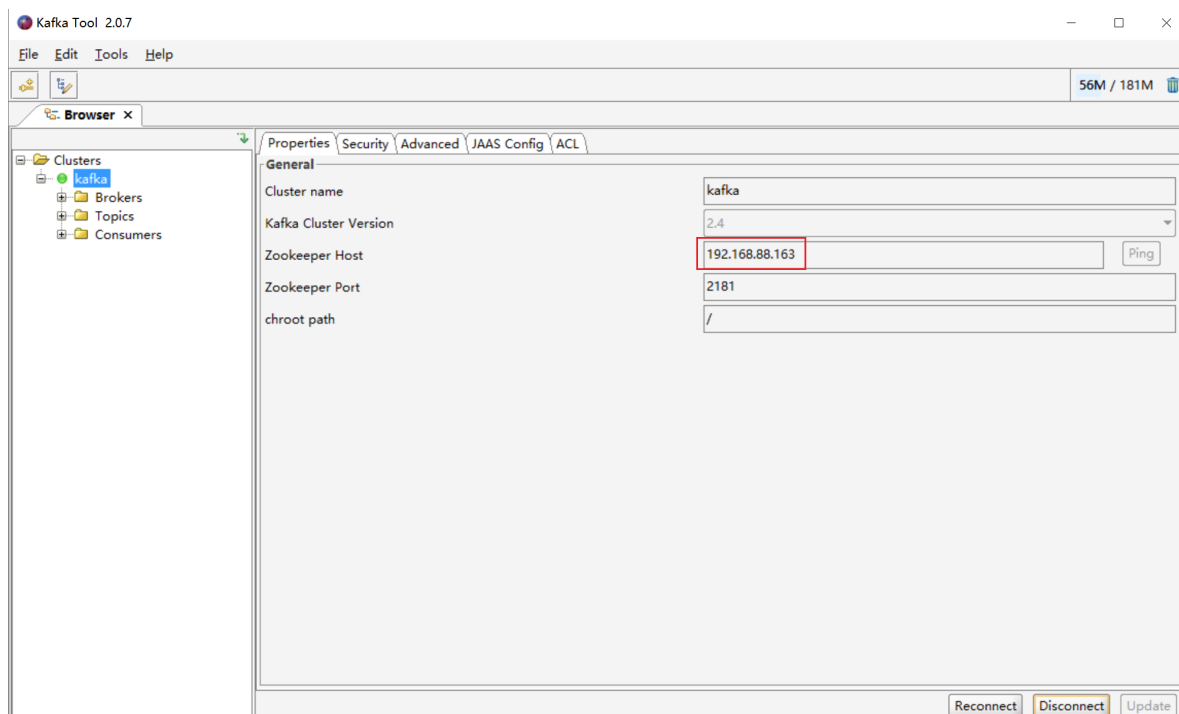 Kafka Tool 2.0.7
File Edit Tools Help
56M / 181M
Browser
Properties Security Advanced JAAS Config ACL
Clusters
kafka
Brokers
Topics
Consumers
General
Cluster name kafka
Kafka Cluster Version 2.4
Zookeeper Host 192.168.88.163 Ping
Zookeeper Port 2181
chroot path /
Reconnect Disconnect Update